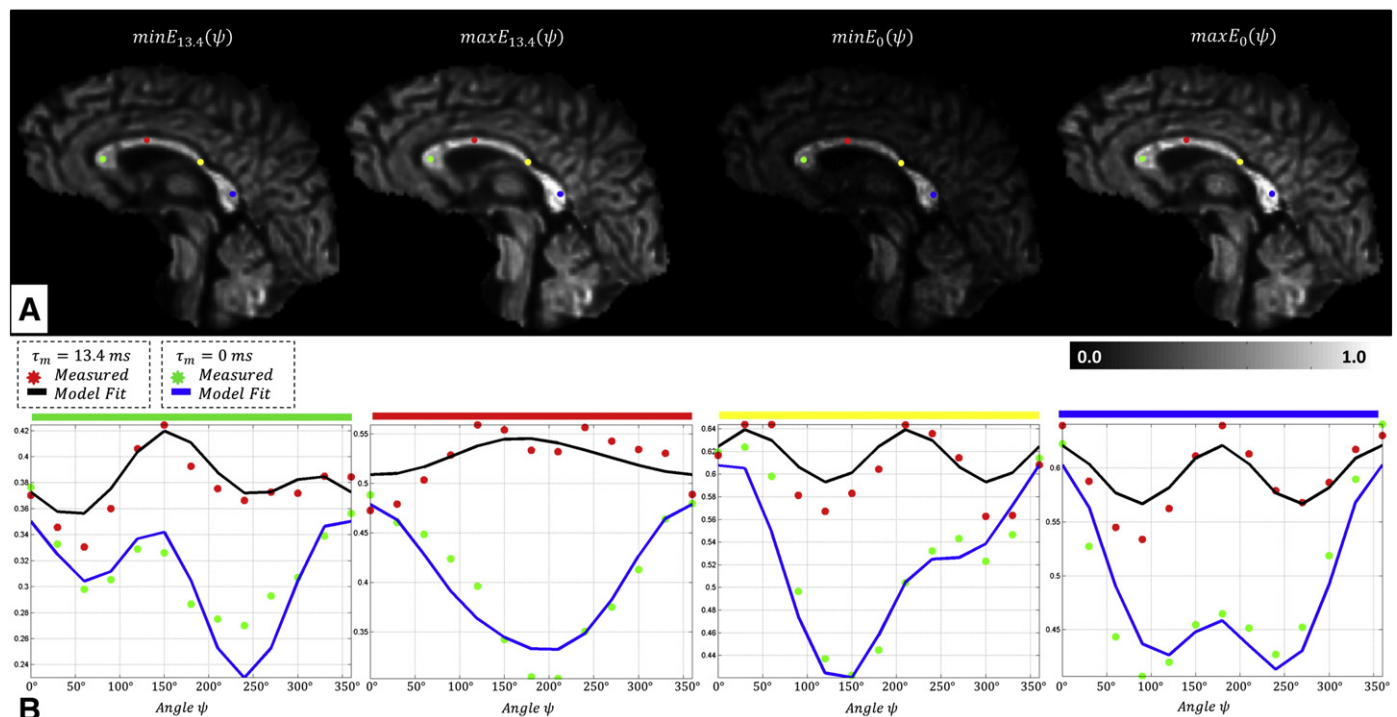 minE₁₃.₄(ψ) maxE₁₃.₄(ψ) minE₀(ψ) maxE₀(ψ)
A
τₘ = 13.4 ms τₘ = 0 ms
Measured Measured
Model Fit Model Fit
0.0 1.0
0.42
0.4
0.38
0.36
0.34
0.32
0.3
0.28
0.26
0.24
0° 50° 100° 150° 200° 250° 300° 350°
Angle ψ
0.55
0.5
0.45
0.4
0.35
0° 50° 100° 150° 200° 250° 300° 350°
Angle ψ
0.64
0.62
0.6
0.58
0.56
0.54
0.52
0.5
0.48
0.46
0.44
0.42
0° 50° 100° 150° 200° 250° 300° 350°
Angle ψ
0.6
0.55
0.5
0.45
0° 50° 100° 150° 200° 250° 300° 350°
Angle ψ
B